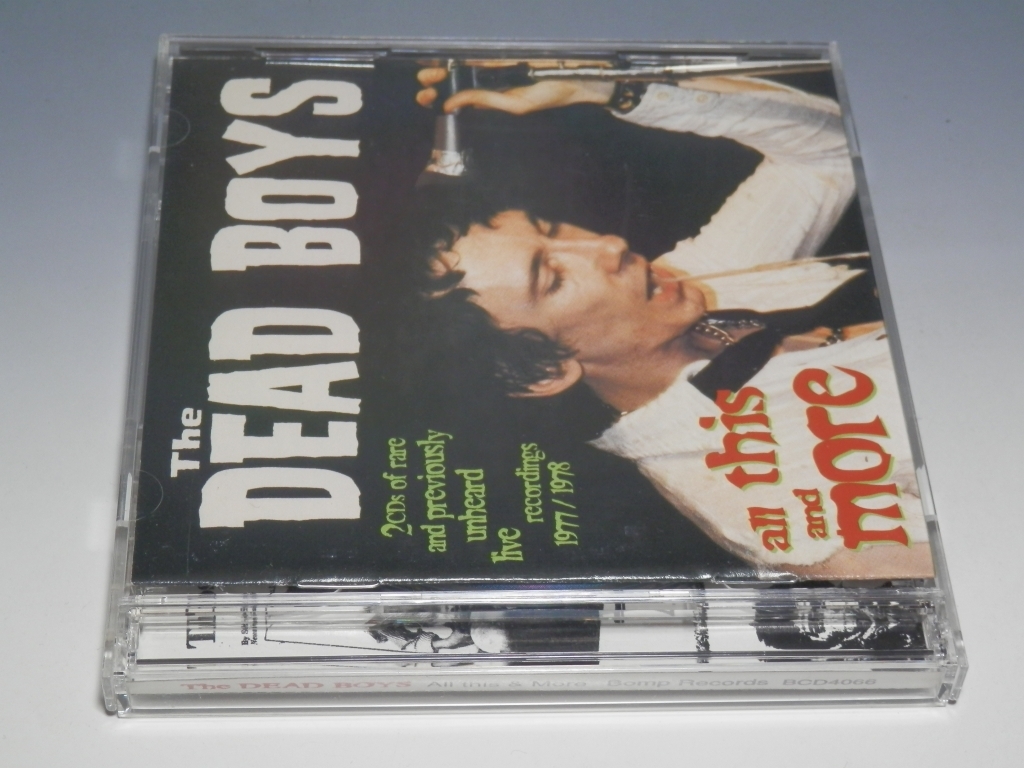 The
DEAD BOYS
2CDs of rare
and previously
unheard
live
recordings
1977 / 1978
all this
and
more
The DEAD BOYS All this & More Bomp Records BCD4066